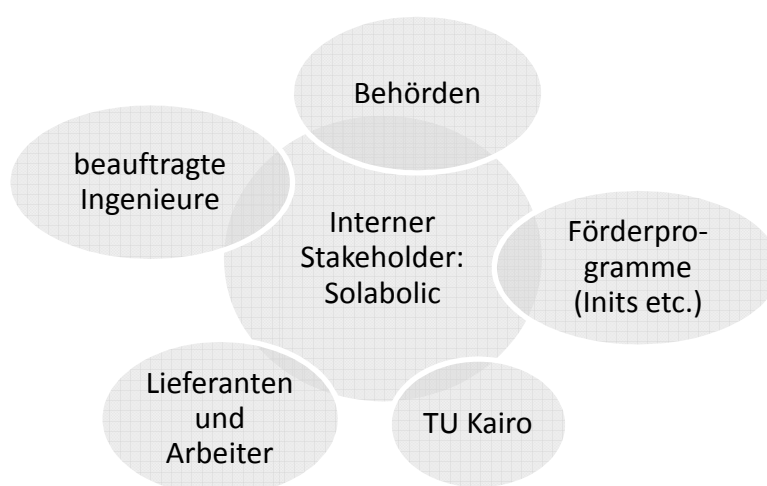 Behörden
beauftragte
Ingenieure
Interner
Stakeholder:
Solabolic
Förderpro-
gramme
(Inits etc.)
Lieferanten
und
Arbeiter
TU Kairo